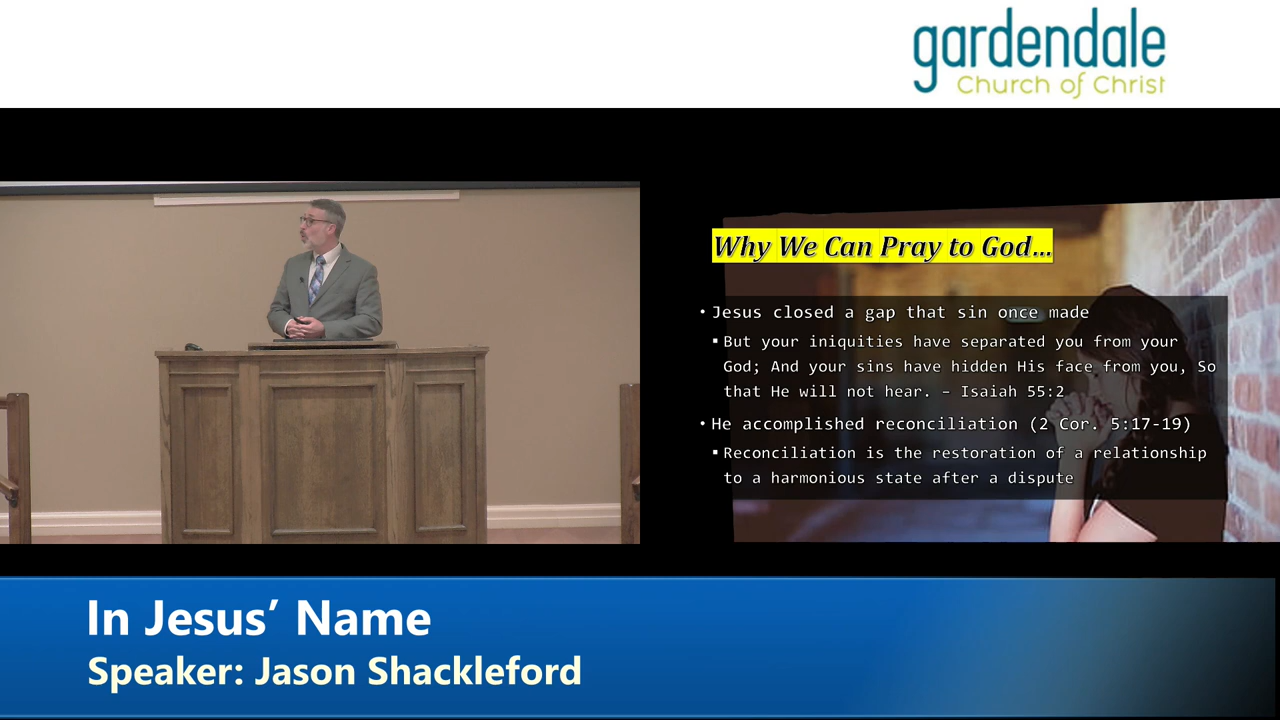 gardendale
Church of Christ
Why We Can Pray to God...
• Jesus closed a gap that sin once made
▪ But your iniquities have separated you from your
God; And your sins have hidden His face from you, So
that He will not hear. – Isaiah 55:2
• He accomplished reconciliation (2 Cor. 5:17-19)
▪ Reconciliation is the restoration of a relationship
to a harmonious state after a dispute
In Jesus’ Name
Speaker: Jason Shackleford